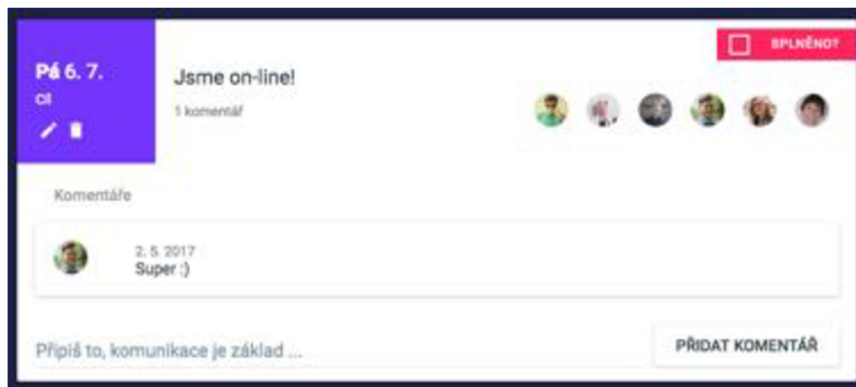 SPLNĚNO?
Pá 6. 7.
cíl
Jsme on-line!
1 komentář
Komentáře
2. 5. 2017
Super :)
Připiš to, komunikace je základ ...
PŘIDAT KOMENTÁŘ